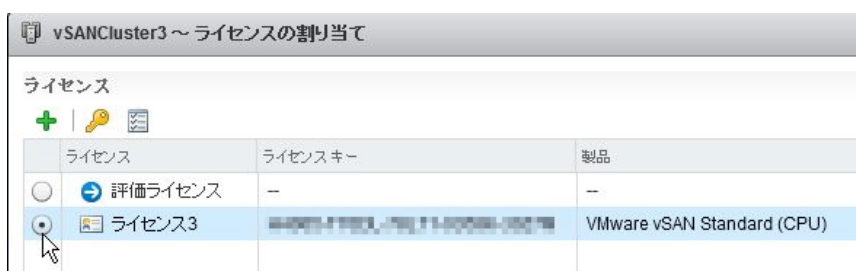 vSANCluster3 ~ ライセンスの割り当て
ライセンス
ライセンス ライセンス キー 製品
評価ライセンス -- --
ライセンス3 VMware vSAN Standard (CPU)